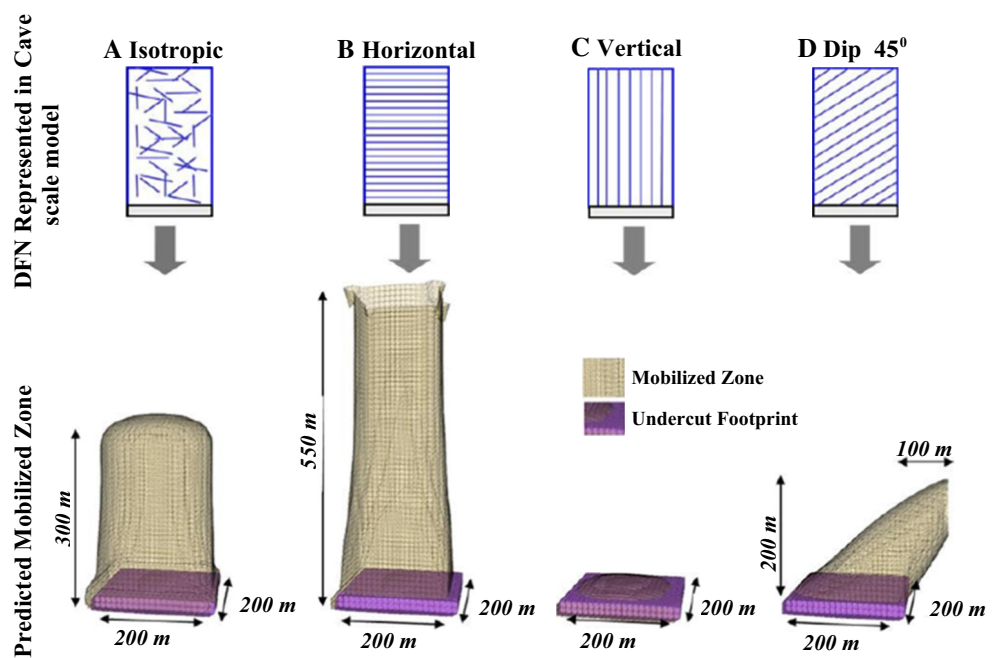 A Isotropic
B Horizontal
C Vertical
D Dip 45⁰
DFN Represented in Cave
scale model
Predicted Mobilized Zone
Mobilized Zone
Undercut Footprint
300 m
200 m
200 m
550 m
200 m
200 m
200 m
200 m
100 m
200 m
200 m
200 m